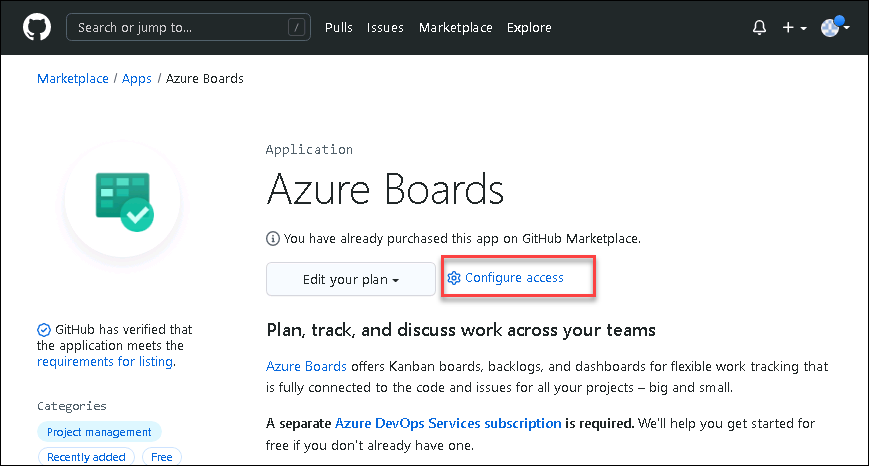 Search or jump to... /
Pulls Issues Marketplace Explore
Marketplace / Apps / Azure Boards
Application
Azure Boards
You have already purchased this app on GitHub Marketplace.
Edit your plan
Configure access
GitHub has verified that
the application meets the
requirements for listing.
Categories
Project management
Recently added
Free
Plan, track, and discuss work across your teams
Azure Boards offers Kanban boards, backlogs, and dashboards for flexible work tracking that
is fully connected to the code and issues for all your projects – big and small.
A separate Azure DevOps Services subscription is required. We'll help you get started for
free if you don't already have one.